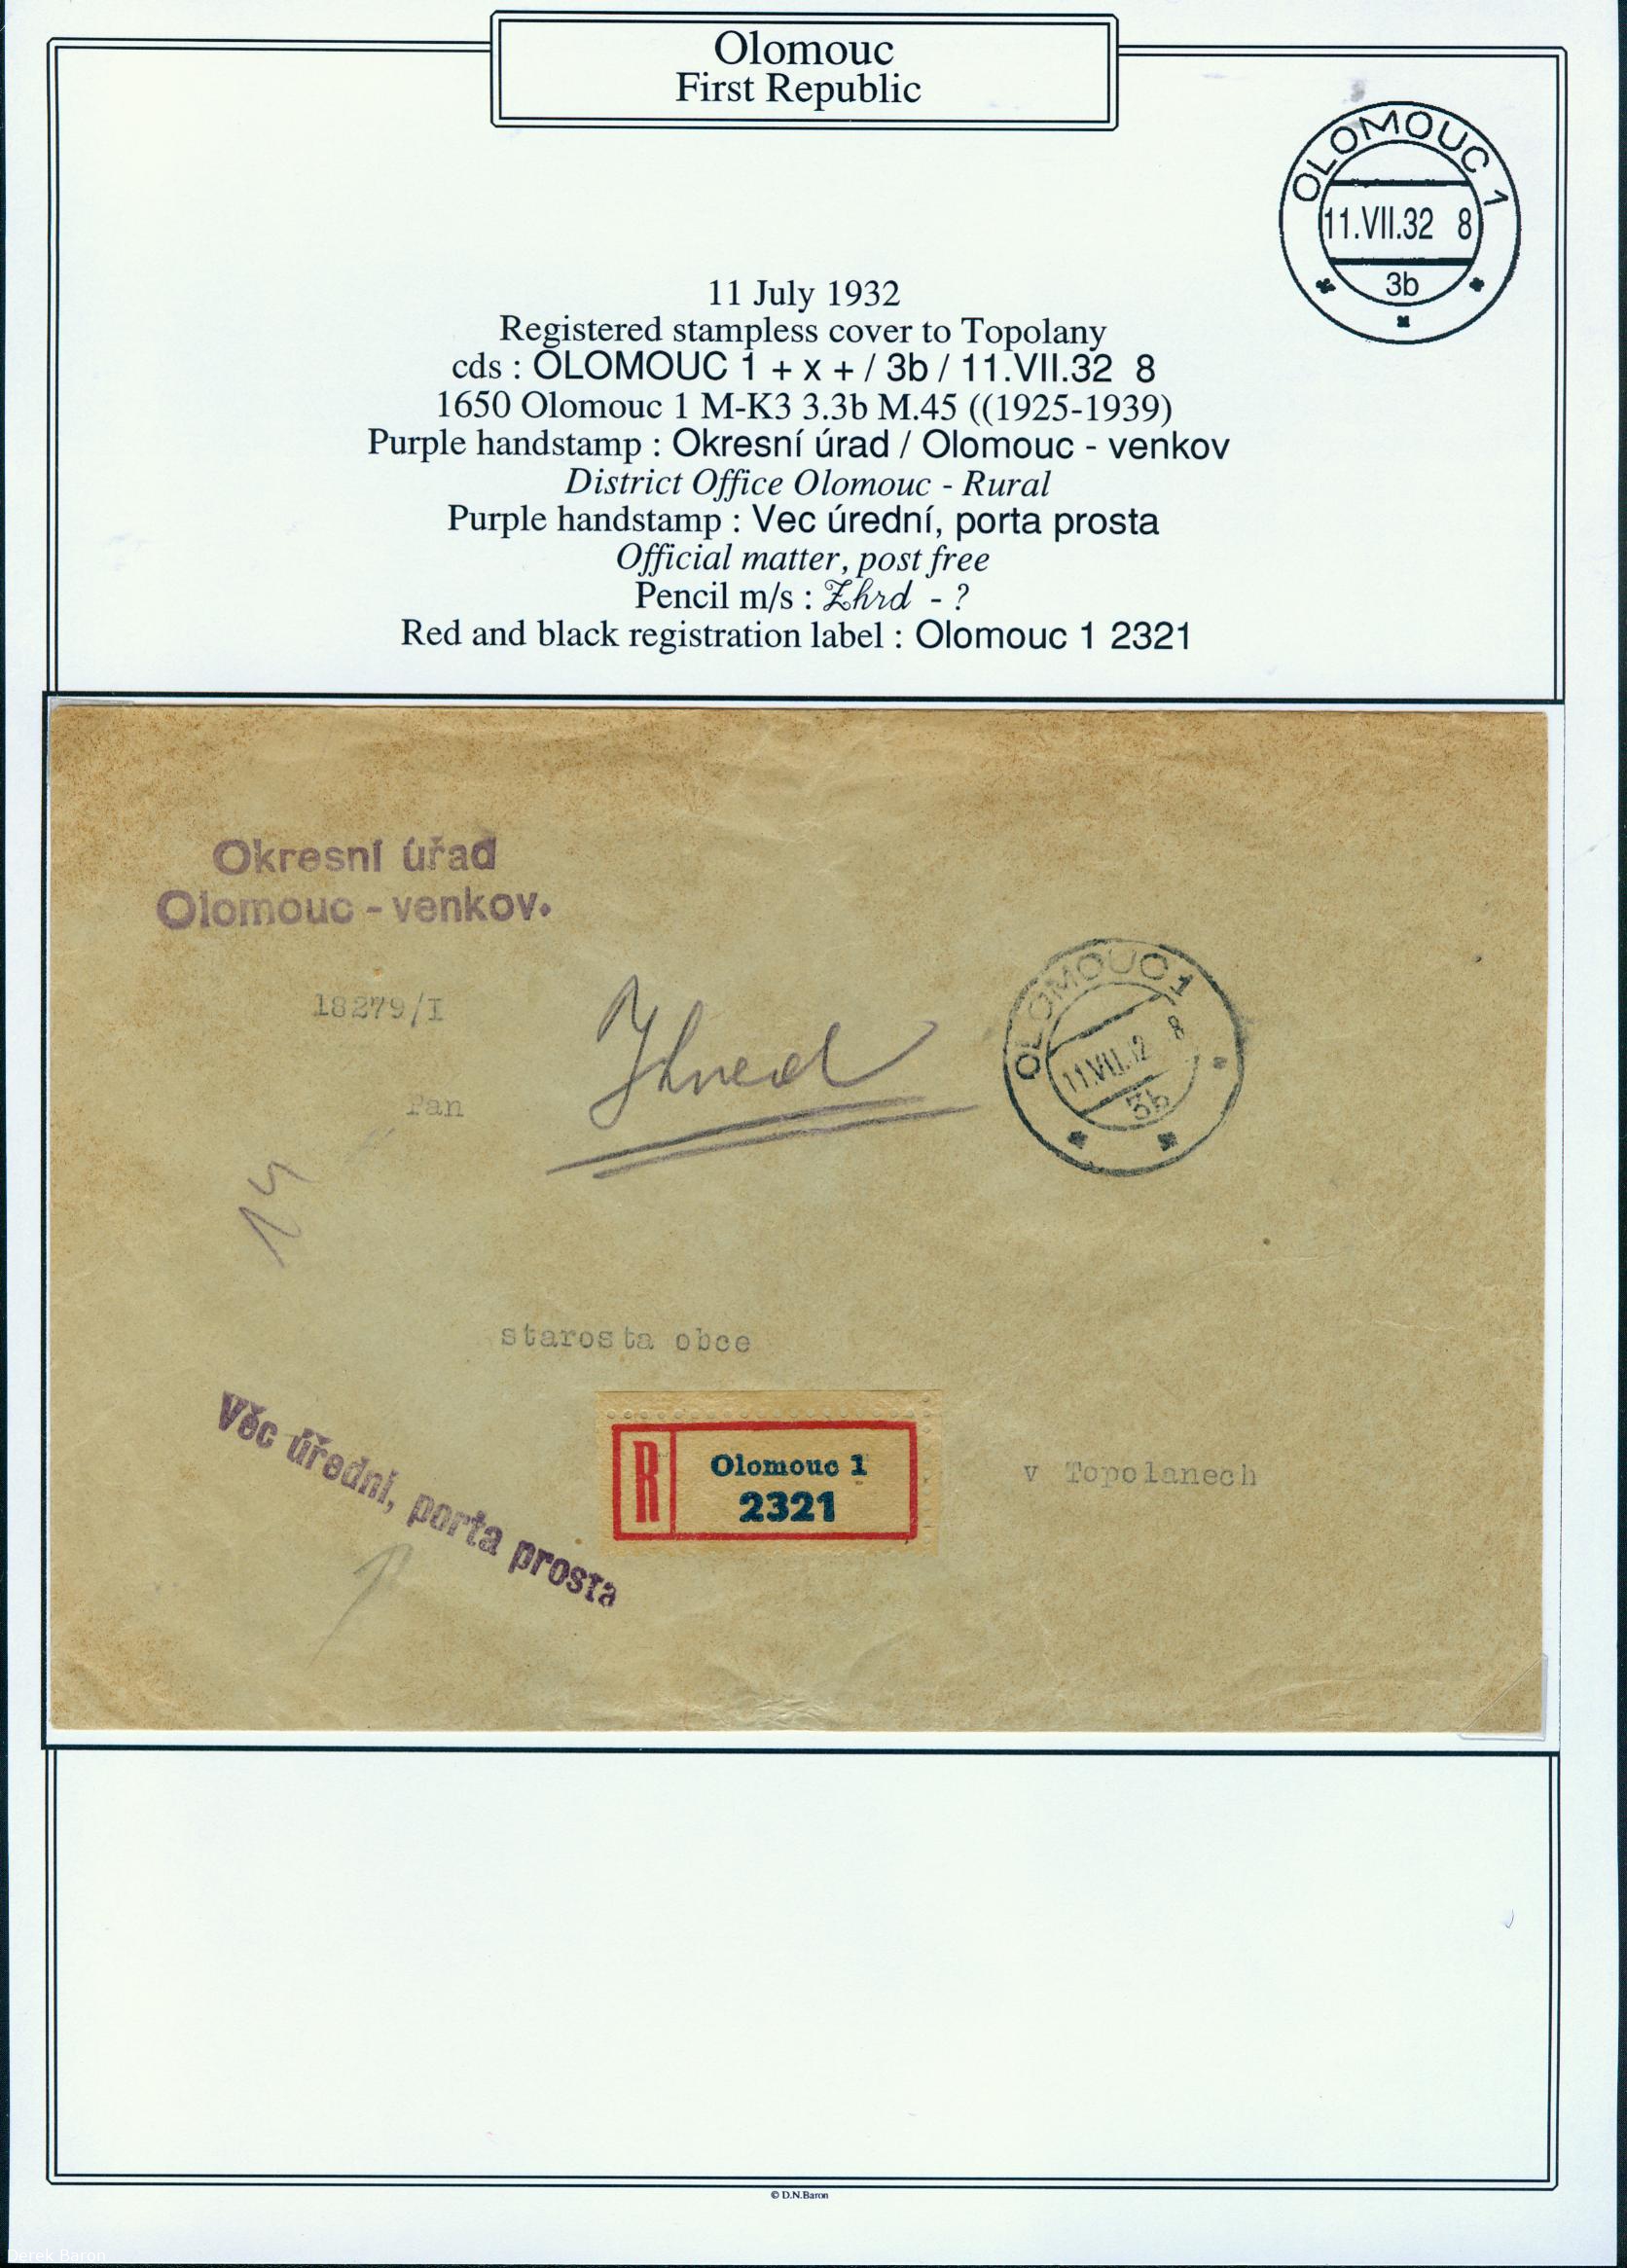 Olomouc
First Republic
OLOMOUC 1
11.VII.32 8
3b
11 July 1932
Registered stampless cover to Topolany
cds : OLOMOUC 1 + x + / 3b / 11.VII.32 8
1650 Olomouc 1 M-K3 3.3b M.45 ((1925-1939)
Purple handstamp : Okresní úrad / Olomouc - venkov
District Office Olomouc - Rural
Purple handstamp : Vec úrední, porta prosta
Official matter, post free
Pencil m/s : Zhrd - ?
Red and black registration label : Olomouc 1 2321
Okresní úřad
Olomouc - venkov.
18279/I
Ihned
OLOMOUC 1
11.VII.32 8
3b
Pan
14
starosta obce
Věc úřední, porta prosta
R
Olomouc 1
2321
v Topolanech
© D.N.Baron
Derek Baron